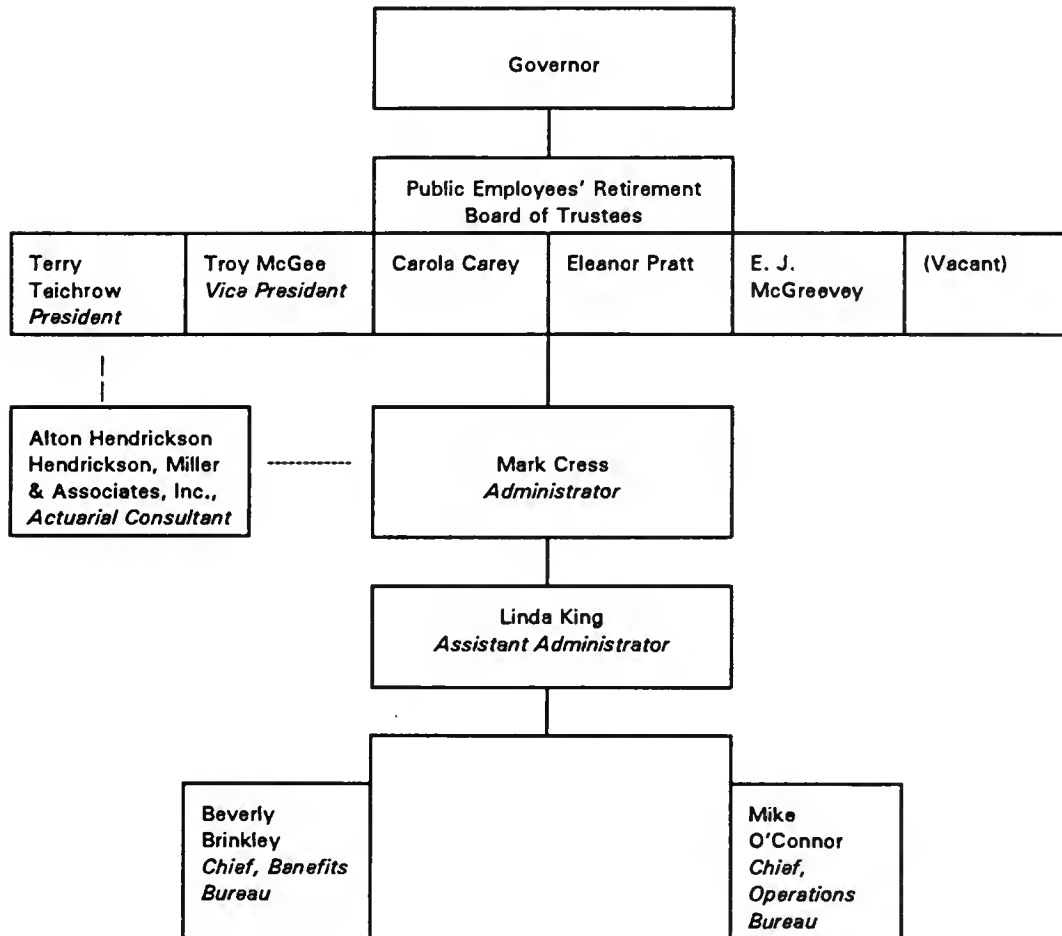 Governor
Public Employees' Retirement
Board of Trustees
Terry
Teichrow
President
Troy McGee
Vice President
Carola Carey
Eleanor Pratt
E. J.
McGreevey
(Vacant)
Alton Hendrickson
Hendrickson, Miller
& Associates, Inc.,
Actuarial Consultant
Mark Cress
Administrator
Linda King
Assistant Administrator
Beverly
Brinkley
Chief, Benefits
Bureau
Mike
O'Connor
Chief,
Operations
Bureau